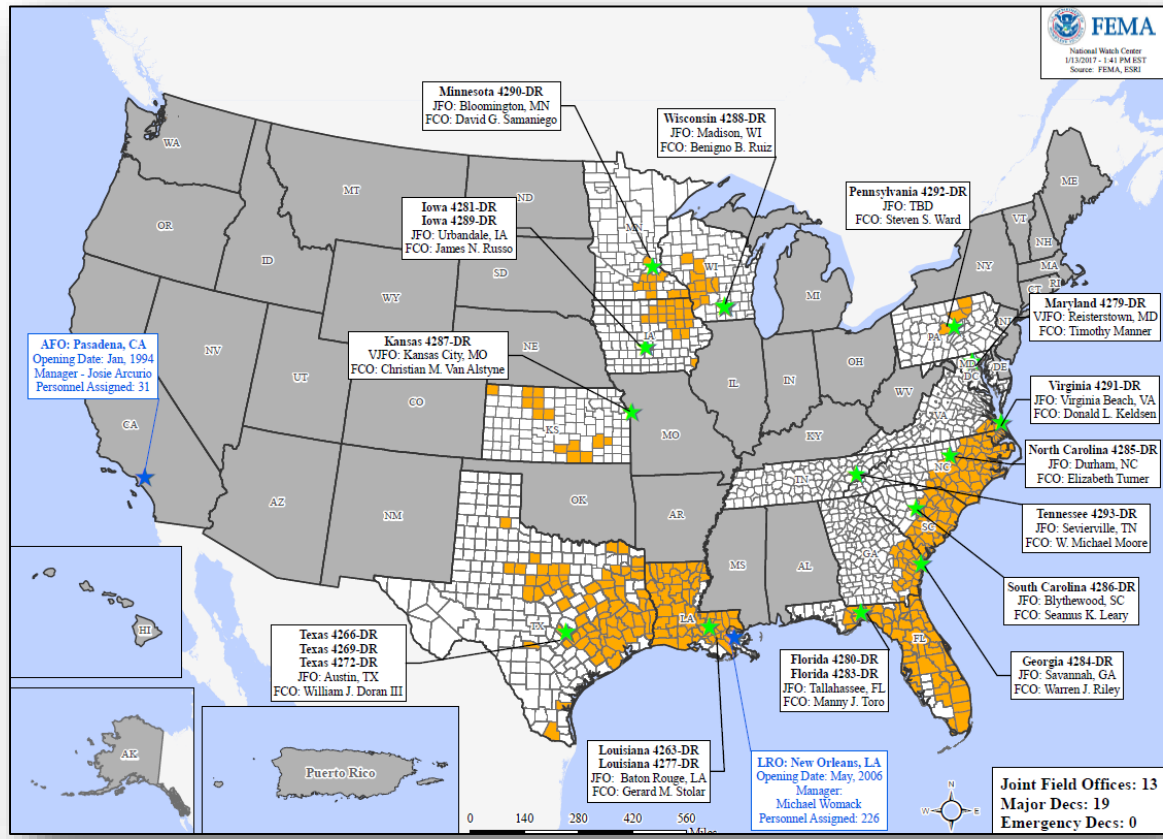 FEMA
National Watch Center
1/13/2017 - 1:41 PM EST
Source: FEMA, ESRI
Minnesota 4290-DR
JFO: Bloomington, MN
FCO: David G. Samaniego
Wisconsin 4288-DR
JFO: Madison, WI
FCO: Benigno B. Ruiz
Pennsylvania 4292-DR
JFO: TBD
FCO: Steven S. Ward
Iowa 4281-DR
Iowa 4289-DR
JFO: Urbandale, IA
FCO: James N. Russo
Maryland 4279-DR
VJFO: Reisterstown, MD
FCO: Timothy Manner
AFO: Pasadena, CA
Opening Date: Jan, 1994
Manager - Josie Arcurio
Personnel Assigned: 31
Kansas 4287-DR
VJFO: Kansas City, MO
FCO: Christian M. Van Alstyne
Virginia 4291-DR
JFO: Virginia Beach, VA
FCO: Donald L. Keldsen
North Carolina 4285-DR
JFO: Durham, NC
FCO: Elizabeth Turner
Tennessee 4293-DR
JFO: Sevierville, TN
FCO: W. Michael Moore
South Carolina 4286-DR
JFO: Blythewood, SC
FCO: Seamus K. Leary
Georgia 4284-DR
JFO: Savannah, GA
FCO: Warren J. Riley
Texas 4266-DR
Texas 4269-DR
Texas 4272-DR
JFO: Austin, TX
FCO: William J. Doran III
Florida 4280-DR
Florida 4283-DR
JFO: Tallahassee, FL
FCO: Manny J. Toro
Louisiana 4263-DR
Louisiana 4277-DR
JFO: Baton Rouge, LA
FCO: Gerard M. Stolar
LRO: New Orleans, LA
Opening Date: May, 2006
Manager:
Michael Womack
Personnel Assigned: 226
Joint Field Offices: 13
Major Decs: 19
Emergency Decs: 0
WA
MT
ND
MN
ME
OR
ID
SD
WI
VT
NH
NY
MA
CT
RI
WY
MI
IA
PA
NJ
NV
UT
NE
IL
IN
OH
MD
DE
DC
WV
VA
CA
CO
KS
MO
KY
AZ
NM
OK
TN
NC
AR
SC
MS
AL
GA
TX
LA
FL
HI
AK
Puerto Rico
N
W
E
S
0
140
280
420
560
Miles